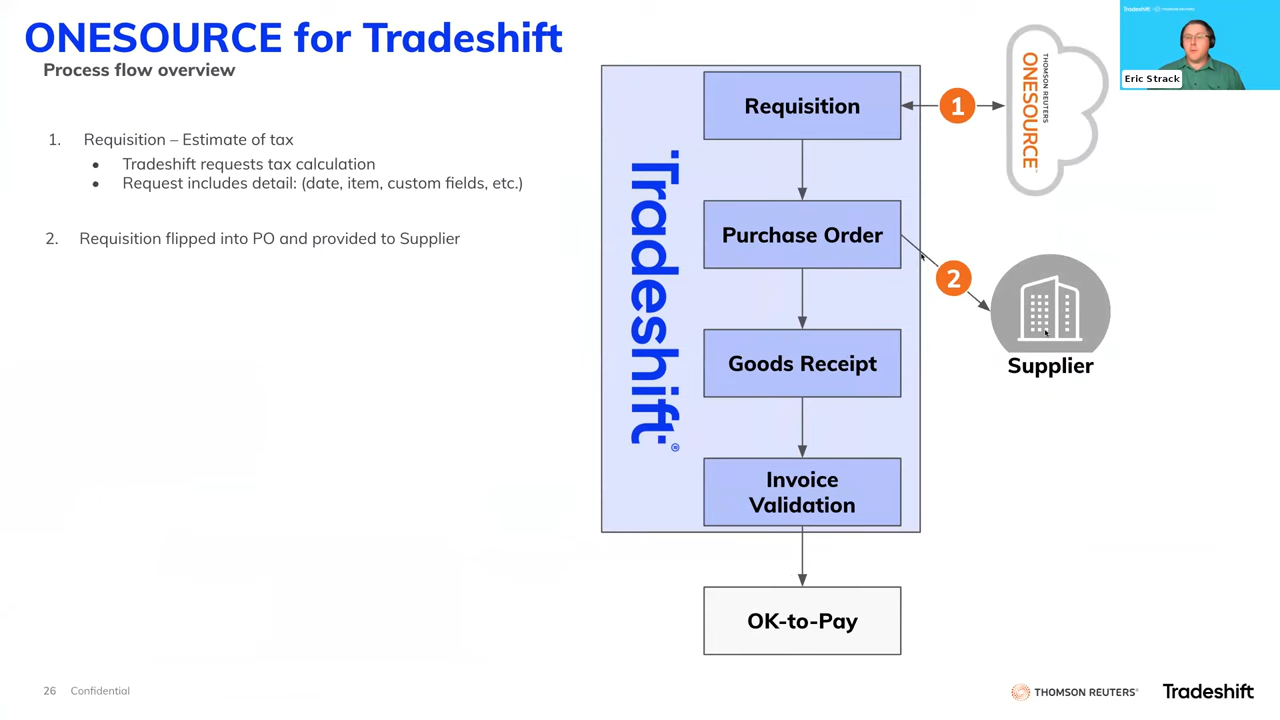 ONESOURCE for Tradeshift
Process flow overview
1. Requisition – Estimate of tax
• Tradeshift requests tax calculation
• Request includes detail: (date, item, custom fields, etc.)
2. Requisition flipped into PO and provided to Supplier
Tradeshift®
Requisition
Purchase Order
Goods Receipt
Invoice
Validation
OK-to-Pay
1
THOMSON REUTERS
ONESOURCE™
2
Supplier
Tradeshift
Eric Strack
26 Confidential
THOMSON REUTERS®
Tradeshift